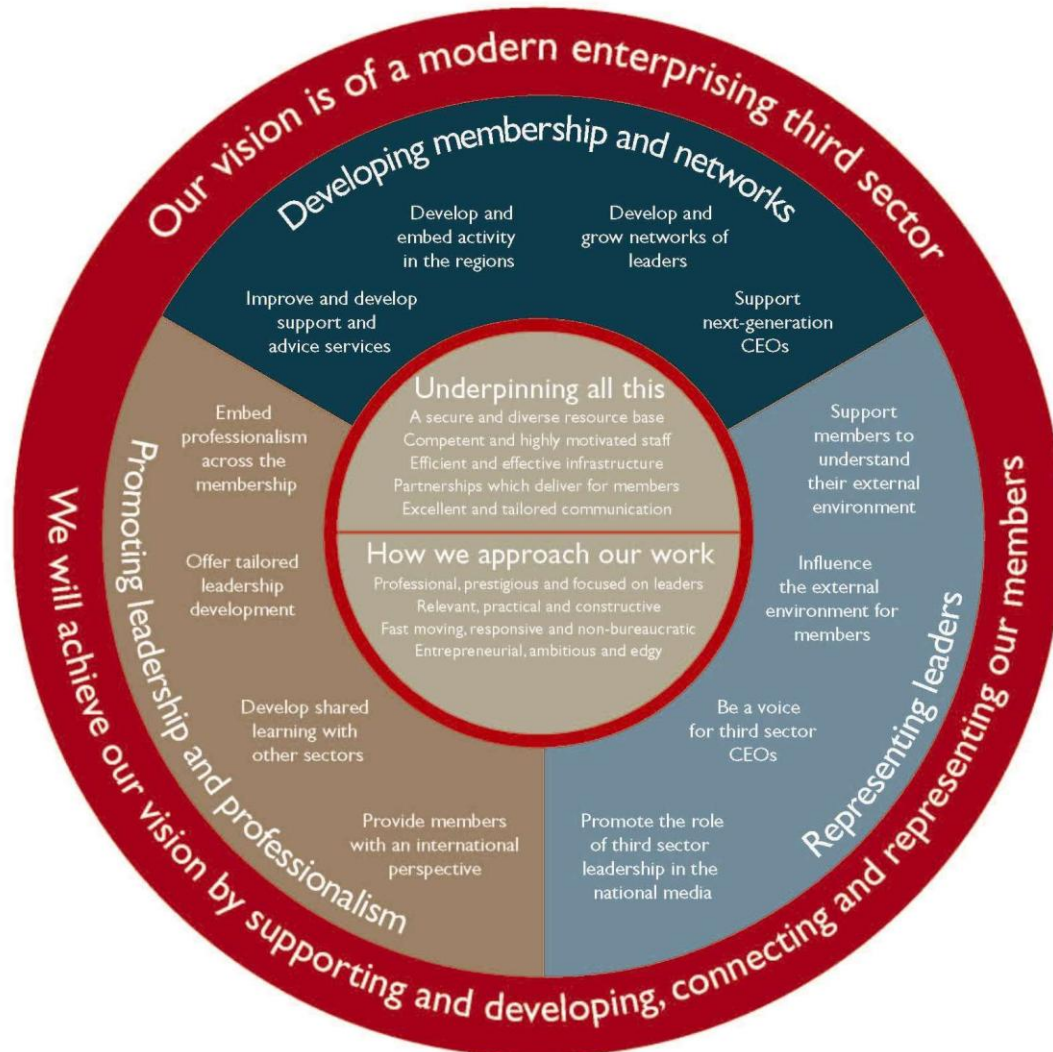 Our vision is of a modern enterprising third sector
Developing membership and networks
Develop and
embed activity
in the regions
Develop and
grow networks of
leaders
Improve and develop
support and
advice services
Support
next-generation
CEOs
Underpinning all this
A secure and diverse resource base
Competent and highly motivated staff
Efficient and effective infrastructure
Partnerships which deliver for members
Excellent and tailored communication
How we approach our work
Professional, prestigious and focused on leaders
Relevant, practical and constructive
Fast moving, responsive and non-bureaucratic
Entrepreneurial, ambitious and edgy
Promoting leadership and professionalism
Embed
professionalism
across the
membership
Offer tailored
leadership
development
Develop shared
learning with
other sectors
Provide members
with an international
perspective
Representing leaders
Support
members to
understand
their external
environment
Influence
the external
environment for
members
Be a voice
for third sector
CEOs
Promote the role
of third sector
leadership in the
national media
We will achieve our vision by supporting and developing, connecting and representing our members